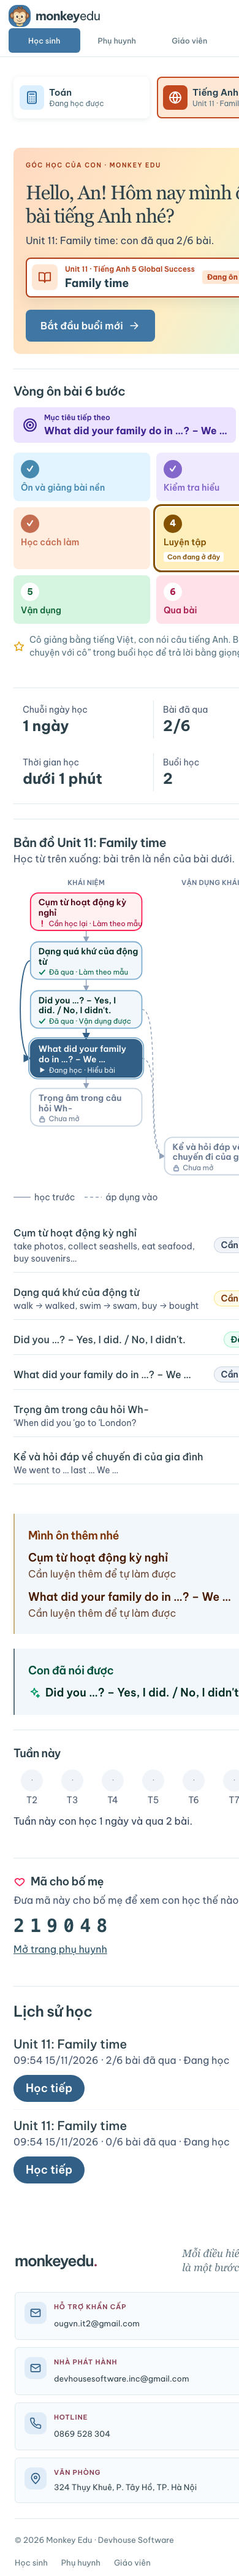 monkeyedu
Học sinh
Phụ huynh
Giáo viên
Toán
Đang học được
Tiếng Anh
Unit 11 · Famil
GÓC HỌC CỦA CON · MONKEY EDU
Hello, An! Hôm nay mình ô
bài tiếng Anh nhé?
Unit 11: Family time: con đã qua 2/6 bài.
Unit 11 · Tiếng Anh 5 Global Success
Family time
Đang ôn
Bắt đầu buổi mới →
Vòng ôn bài 6 bước
Mục tiêu tiếp theo
What did your family do in …? – We …
Ôn và giảng bài nền
Kiểm tra hiểu
Học cách làm
4
Luyện tập
Con đang ở đây
5
Vận dụng
6
Qua bài
Cô giảng bằng tiếng Việt, con nói câu tiếng Anh. B
chuyện với cô” trong buổi học để trả lời bằng giọng
Chuỗi ngày học
1 ngày
Bài đã qua
2/6
Thời gian học
dưới 1 phút
Buổi học
2
Bản đồ Unit 11: Family time
Học từ trên xuống: bài trên là nền của bài dưới.
KHÁI NIỆM
VẬN DỤNG KHÁI
Cụm từ hoạt động kỳ
nghỉ
Cần học lại · Làm theo mẫu
Dạng quá khứ của động
từ
Đã qua · Làm theo mẫu
Did you …? – Yes, I
did. / No, I didn't.
Đã qua · Vận dụng được
What did your family
do in …? – We …
Đang học · Hiểu bài
Trọng âm trong câu
hỏi Wh-
Chưa mở
Kể và hỏi đáp về
chuyến đi của g
Chưa mở
học trước
áp dụng vào
Cụm từ hoạt động kỳ nghỉ
take photos, collect seashells, eat seafood,
buy souvenirs…
Cần
Dạng quá khứ của động từ
walk → walked, swim → swam, buy → bought
Cần
Did you …? – Yes, I did. / No, I didn't.
What did your family do in …? – We …
Cần
Trọng âm trong câu hỏi Wh-
'When did you 'go to 'London?
Kể và hỏi đáp về chuyến đi của gia đình
We went to … last … We …
Mình ôn thêm nhé
Cụm từ hoạt động kỳ nghỉ
Cần luyện thêm để tự làm được
What did your family do in …? – We …
Cần luyện thêm để tự làm được
Con đã nói được
Did you …? – Yes, I did. / No, I didn't
Tuần này
T2
T3
T4
T5
T6
T7
Tuần này con học 1 ngày và qua 2 bài.
Mã cho bố mẹ
Đưa mã này cho bố mẹ để xem con học thế nào
219048
Mở trang phụ huynh
Lịch sử học
Unit 11: Family time
09:54 15/11/2026 · 2/6 bài đã qua · Đang học
Học tiếp
Unit 11: Family time
09:54 15/11/2026 · 0/6 bài đã qua · Đang học
Học tiếp
monkeyedu.
Mỗi điều hiể
là một bước
HỖ TRỢ KHẨN CẤP
ougvn.it2@gmail.com
NHÀ PHÁT HÀNH
devhousesoftware.inc@gmail.com
HOTLINE
0869 528 304
VĂN PHÒNG
324 Thụy Khuê, P. Tây Hồ, TP. Hà Nội
© 2026 Monkey Edu · Devhouse Software
Học sinh
Phụ huynh
Giáo viên